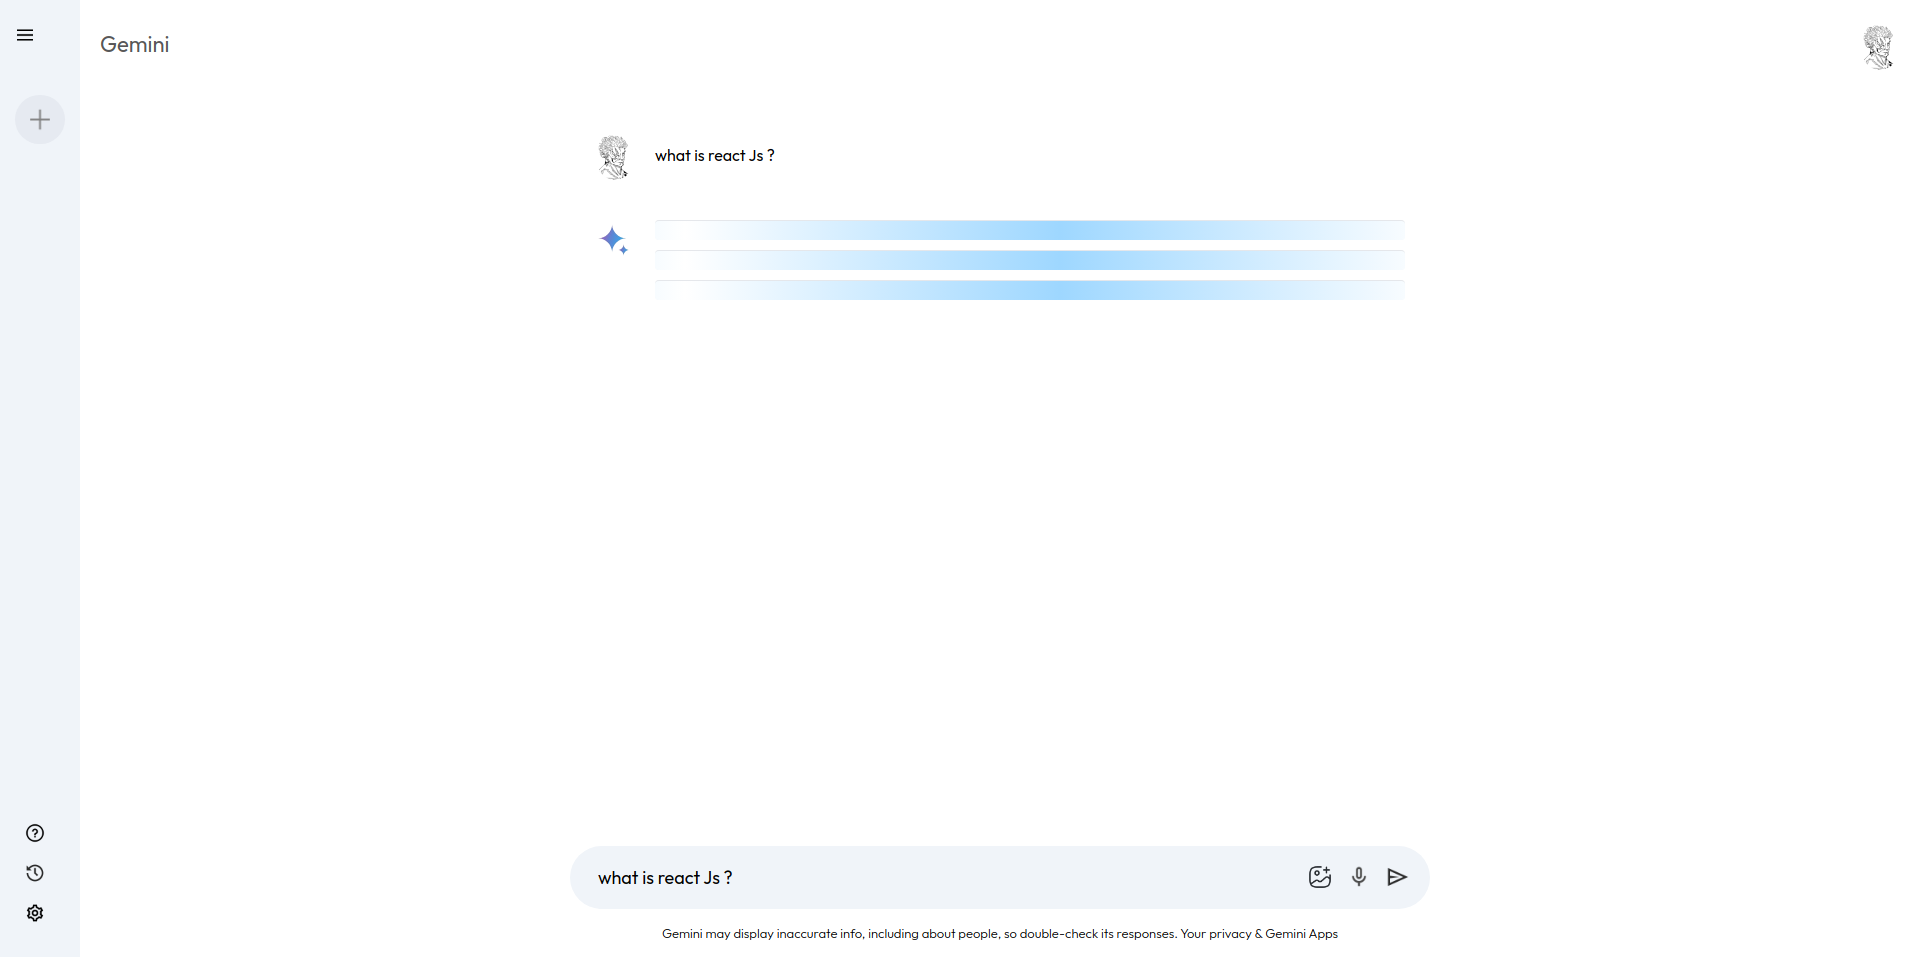 Gemini
what is react Js ?
what is react Js ?
Gemini may display inaccurate info, including about people, so double-check its responses. Your privacy & Gemini Apps